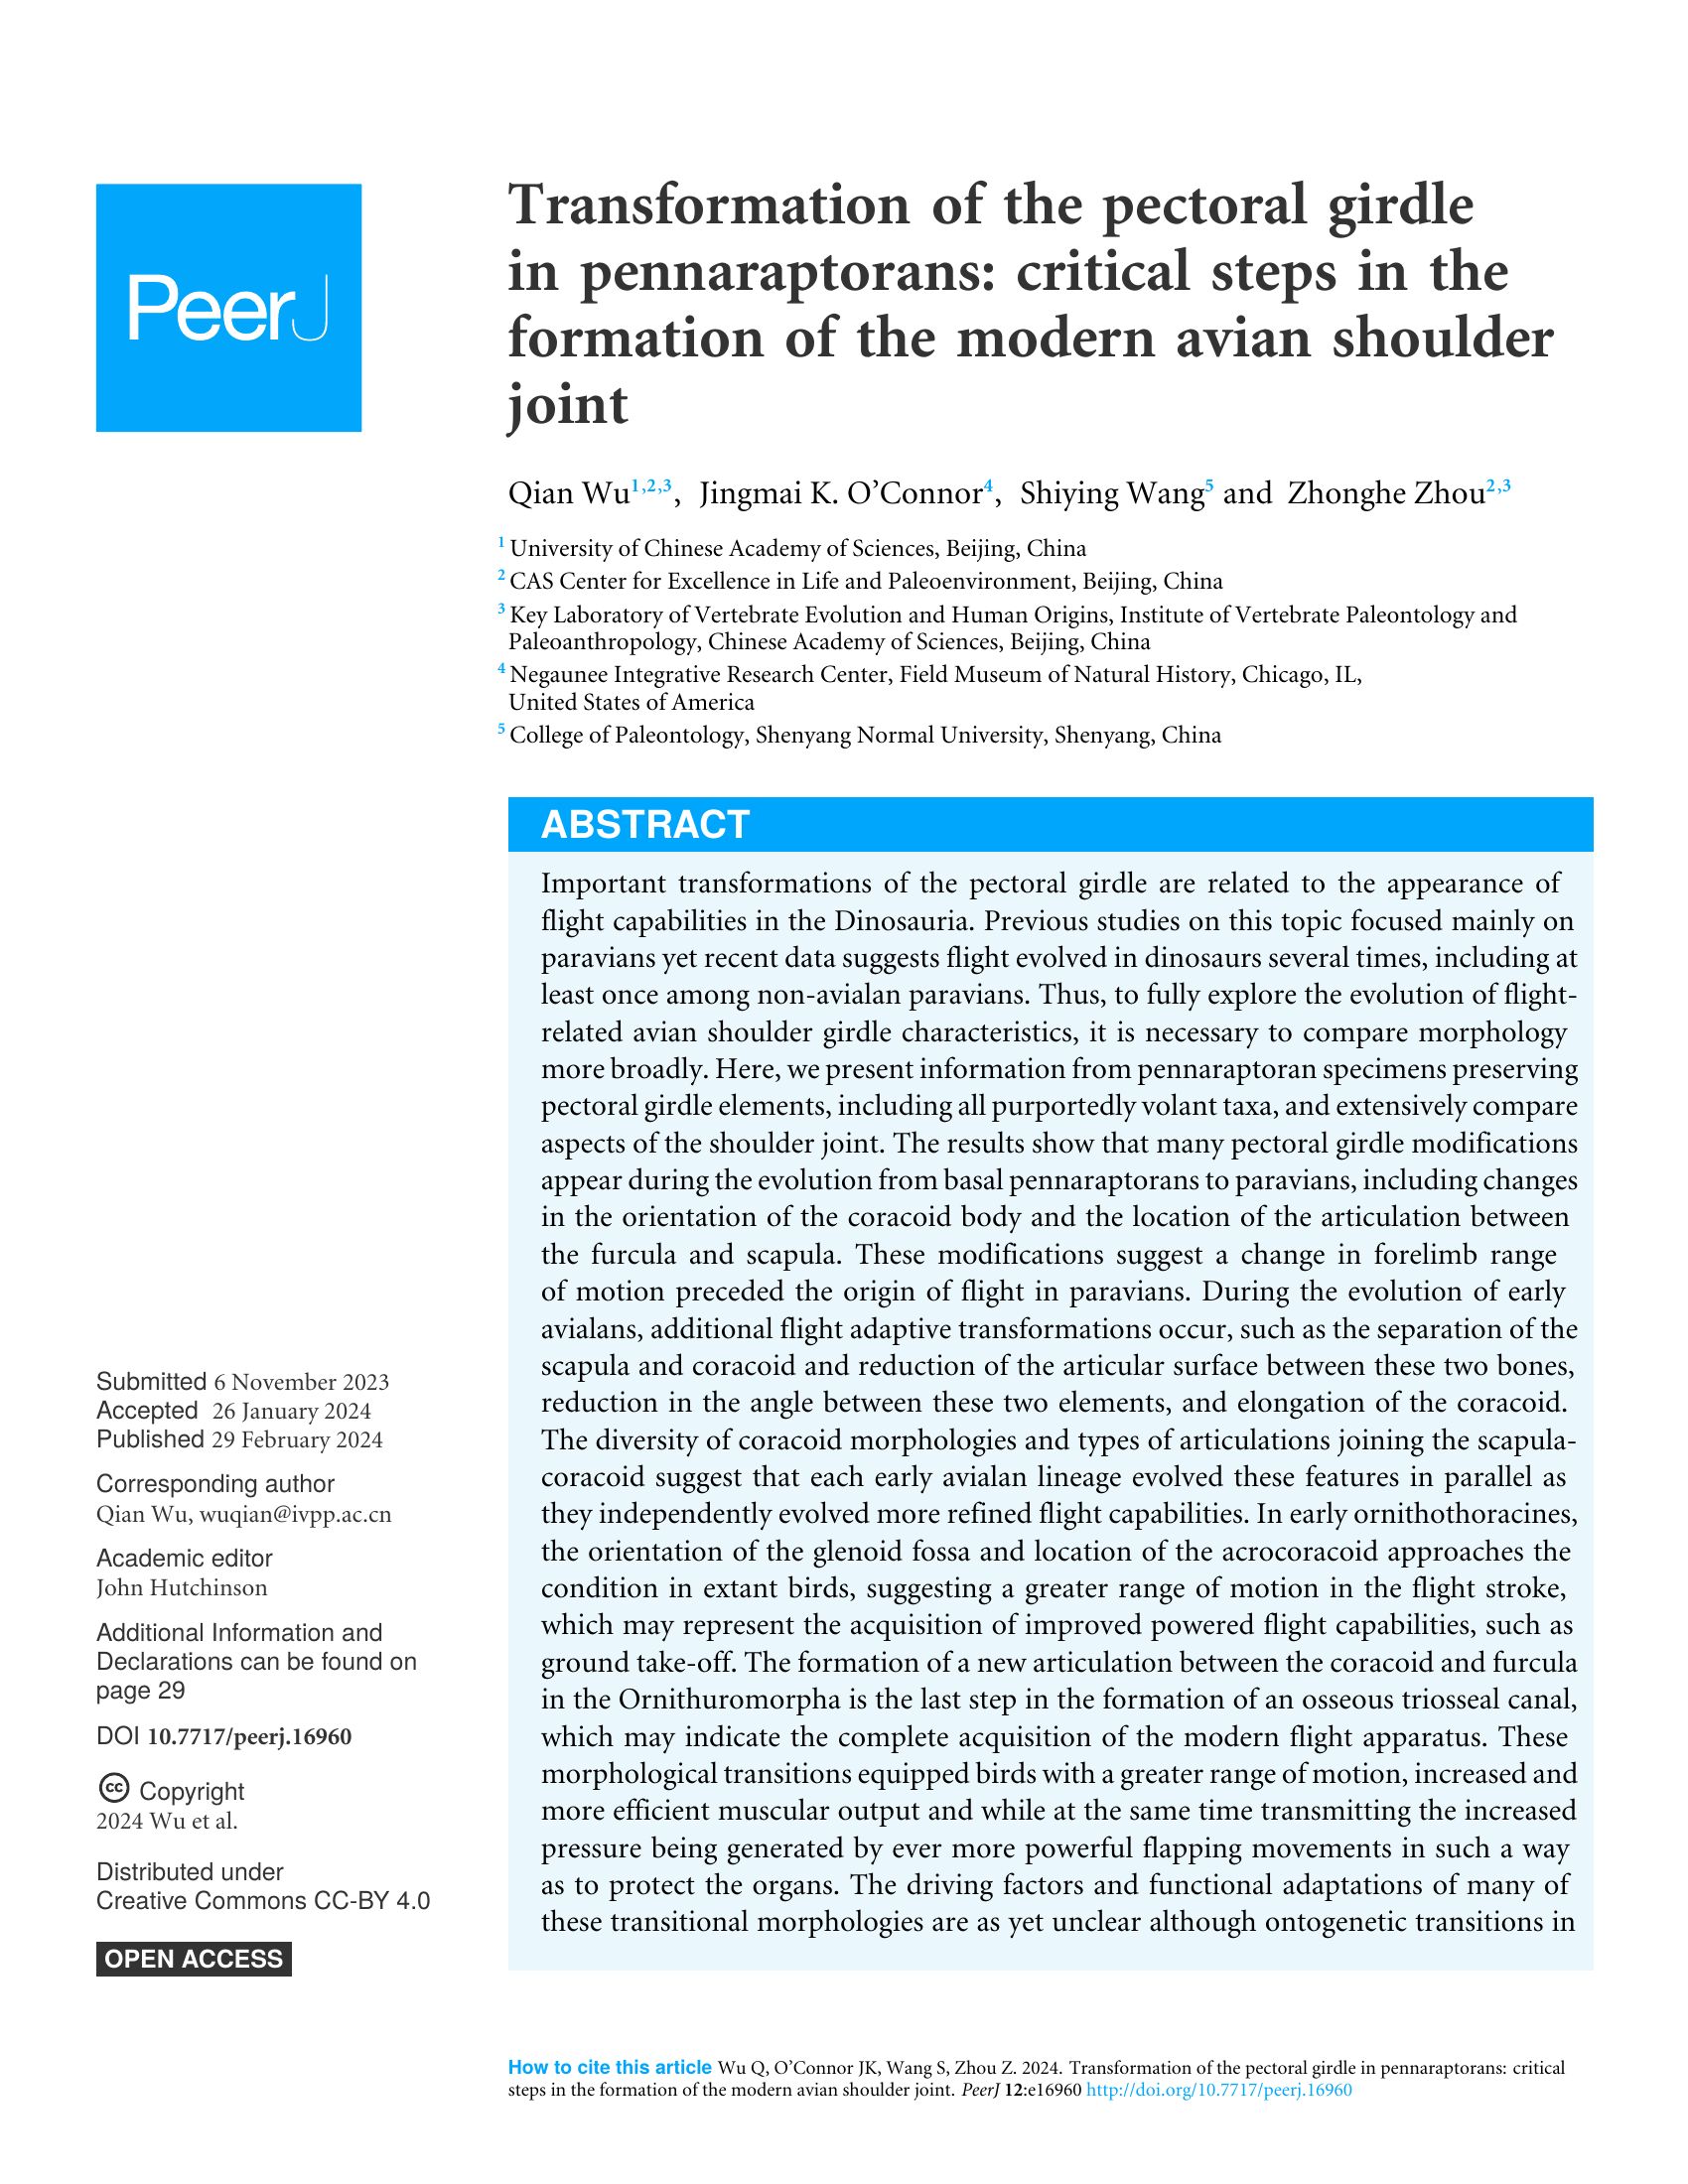 PeerJ
Transformation of the pectoral girdle
in pennaraptorans: critical steps in the
formation of the modern avian shoulder
joint
Qian Wu1,2,3, Jingmai K. O’Connor4, Shiying Wang5 and Zhonghe Zhou2,3
1 University of Chinese Academy of Sciences, Beijing, China
2 CAS Center for Excellence in Life and Paleoenvironment, Beijing, China
3 Key Laboratory of Vertebrate Evolution and Human Origins, Institute of Vertebrate Paleontology and
Paleoanthropology, Chinese Academy of Sciences, Beijing, China
4 Negaunee Integrative Research Center, Field Museum of Natural History, Chicago, IL,
United States of America
5 College of Paleontology, Shenyang Normal University, Shenyang, China
ABSTRACT
Important transformations of the pectoral girdle are related to the appearance of
flight capabilities in the Dinosauria. Previous studies on this topic focused mainly on
paravians yet recent data suggests flight evolved in dinosaurs several times, including at
least once among non-avialan paravians. Thus, to fully explore the evolution of flight-
related avian shoulder girdle characteristics, it is necessary to compare morphology
more broadly. Here, we present information from pennaraptoran specimens preserving
pectoral girdle elements, including all purportedly volant taxa, and extensively compare
aspects of the shoulder joint. The results show that many pectoral girdle modifications
appear during the evolution from basal pennaraptorans to paravians, including changes
in the orientation of the coracoid body and the location of the articulation between
the furcula and scapula. These modifications suggest a change in forelimb range
of motion preceded the origin of flight in paravians. During the evolution of early
avialans, additional flight adaptive transformations occur, such as the separation of the
scapula and coracoid and reduction of the articular surface between these two bones,
reduction in the angle between these two elements, and elongation of the coracoid.
The diversity of coracoid morphologies and types of articulations joining the scapula-
coracoid suggest that each early avialan lineage evolved these features in parallel as
they independently evolved more refined flight capabilities. In early ornithothoracines,
the orientation of the glenoid fossa and location of the acrocoracoid approaches the
condition in extant birds, suggesting a greater range of motion in the flight stroke,
which may represent the acquisition of improved powered flight capabilities, such as
ground take-off. The formation of a new articulation between the coracoid and furcula
in the Ornithuromorpha is the last step in the formation of an osseous triosseal canal,
which may indicate the complete acquisition of the modern flight apparatus. These
morphological transitions equipped birds with a greater range of motion, increased and
more efficient muscular output and while at the same time transmitting the increased
pressure being generated by ever more powerful flapping movements in such a way
as to protect the organs. The driving factors and functional adaptations of many of
these transitional morphologies are as yet unclear although ontogenetic transitions in
Submitted 6 November 2023
Accepted 26 January 2024
Published 29 February 2024
Corresponding author
Qian Wu, wuqian@ivpp.ac.cn
Academic editor
John Hutchinson
Additional Information and
Declarations can be found on
page 29
DOI 10.7717/peerj.16960
cc Copyright
2024 Wu et al.
Distributed under
Creative Commons CC-BY 4.0
OPEN ACCESS
How to cite this article Wu Q, O’Connor JK, Wang S, Zhou Z. 2024. Transformation of the pectoral girdle in pennaraptorans: critical
steps in the formation of the modern avian shoulder joint. PeerJ 12:e16960 http://doi.org/10.7717/peerj.16960